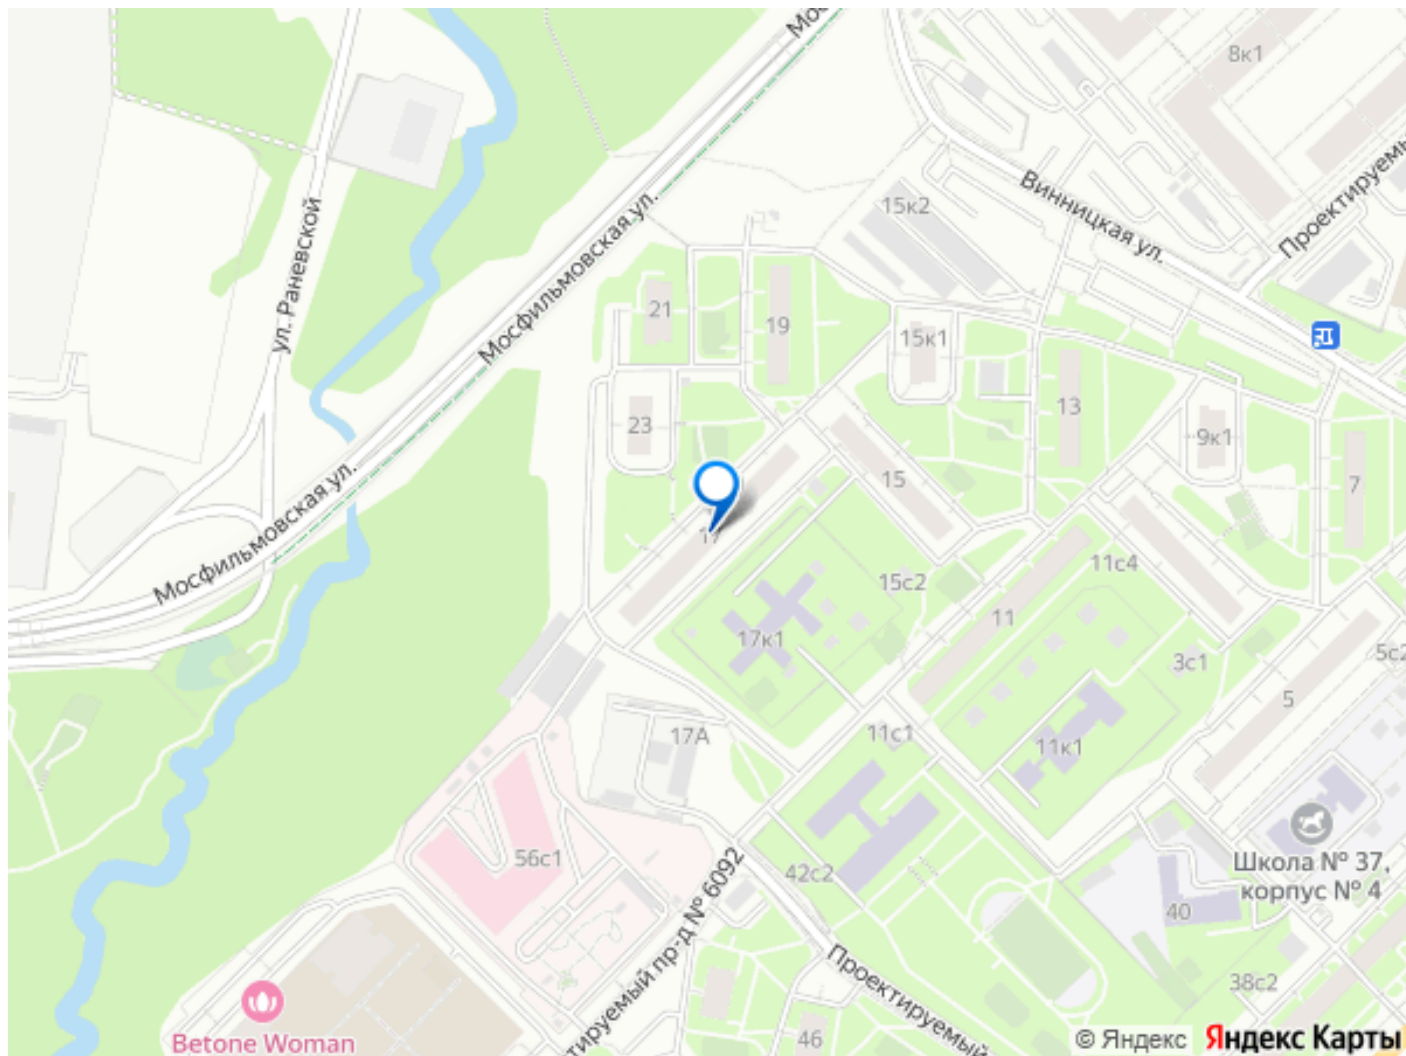 Мос
8к1
Проектируемый
Винницкая ул.
15к2
ул. Раневской
Мосфильмовская ул.
21
19
15к1
13
9к1
7
23
15
17
Мосфильмовская ул.
11с4
15с2
11
17к1
3с1
5с2
5
17А
11с1
11к1
56с1
42с2
Школа № 37,
корпус № 4
40
тируемый пр-д № 6092
Проектируемый
38с2
46
Betone Woman
© Яндекс Яндекс Карты